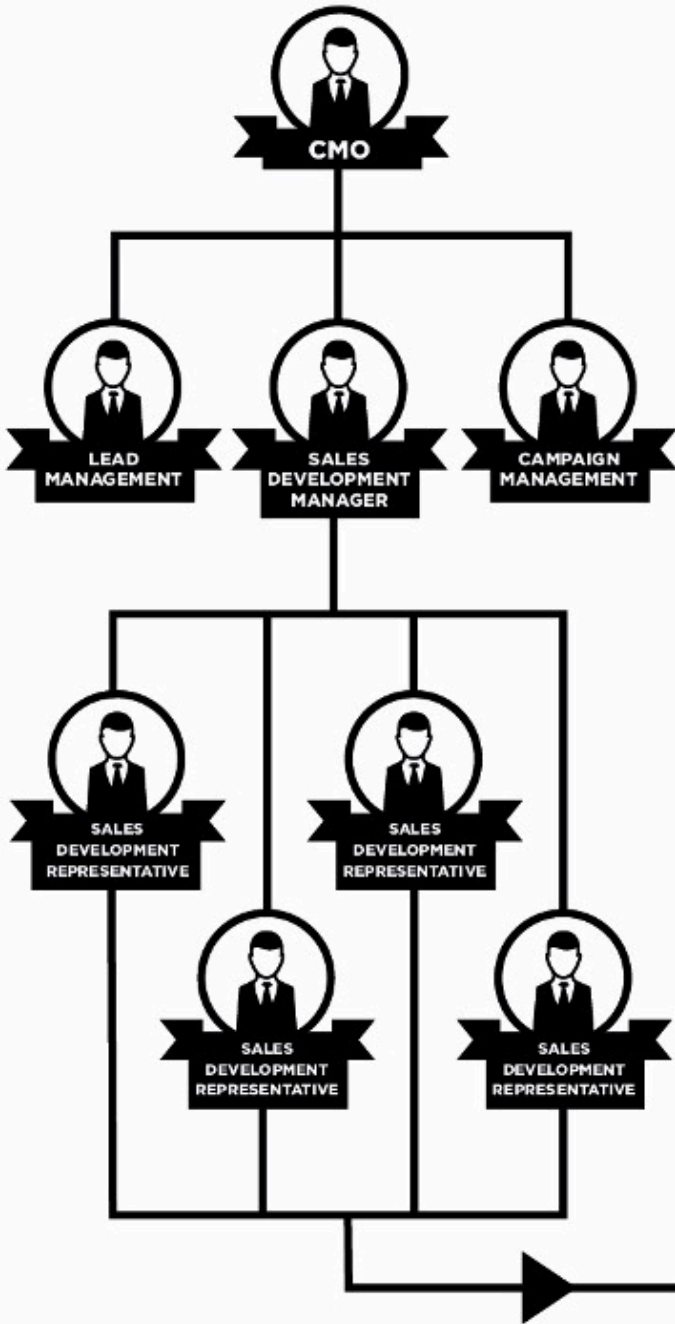 CMO
LEAD
MANAGEMENT
SALES
DEVELOPMENT
MANAGER
CAMPAIGN
MANAGEMENT
SALES
DEVELOPMENT
REPRESENTATIVE
SALES
DEVELOPMENT
REPRESENTATIVE
SALES
DEVELOPMENT
REPRESENTATIVE
SALES
DEVELOPMENT
REPRESENTATIVE